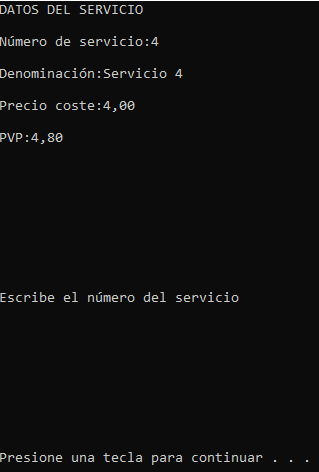 DATOS DEL SERVICIO
Número de servicio:4
Denominación:Servicio 4
Precio coste:4,00
PVP:4,80
Escribe el número del servicio
Presione una tecla para continuar . . .